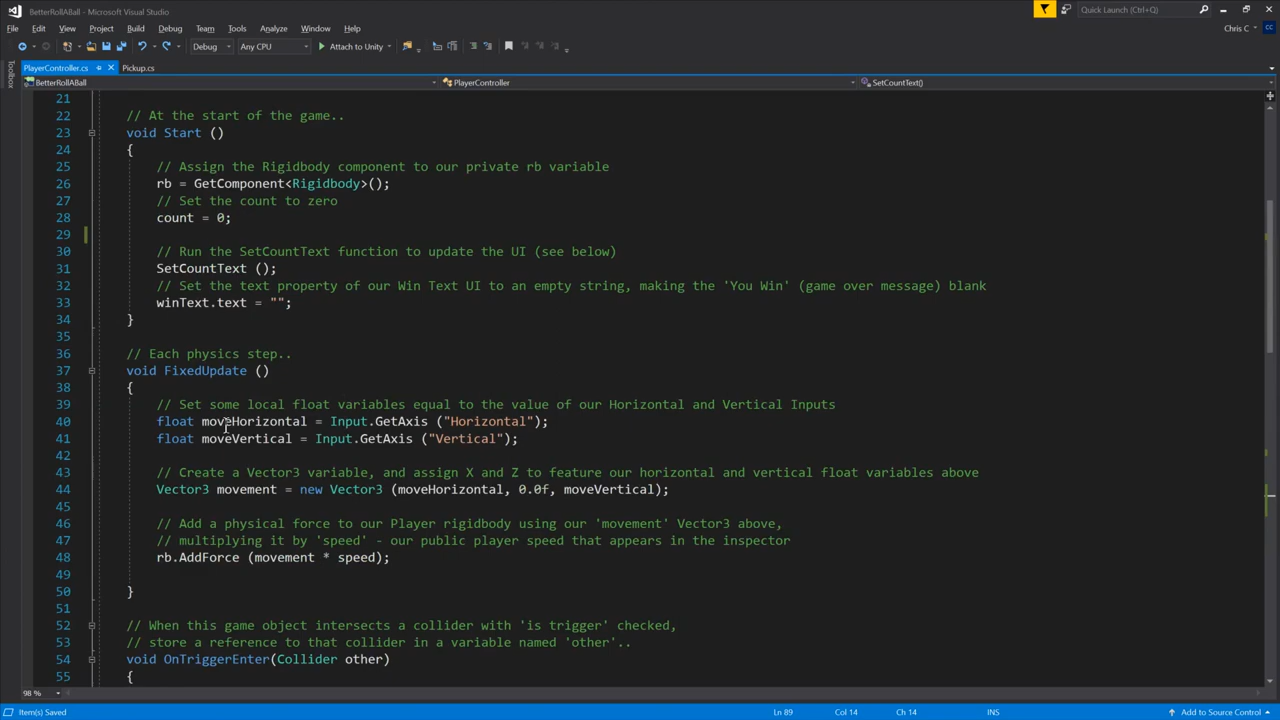 BetterRollABall - Microsoft Visual Studio
Quick Launch (Ctrl+Q)
File Edit View Project Build Debug Team Tools Analyze Window Help
Chris C
CC
Debug Any CPU Attach to Unity
Toolbox
PlayerController.cs Pickup.cs
BetterRollABall PlayerController SetCountText()
21
22 // At the start of the game..
23 void Start ()
24 {
25 // Assign the Rigidbody component to our private rb variable
26 rb = GetComponent<Rigidbody>();
27 // Set the count to zero
28 count = 0;
29
30 // Run the SetCountText function to update the UI (see below)
31 SetCountText ();
32 // Set the text property of our Win Text UI to an empty string, making the 'You Win' (game over message) blank
33 winText.text = "";
34 }
35
36 // Each physics step..
37 void FixedUpdate ()
38 {
39 // Set some local float variables equal to the value of our Horizontal and Vertical Inputs
40 float moveHorizontal = Input.GetAxis ("Horizontal");
41 float moveVertical = Input.GetAxis ("Vertical");
42
43 // Create a Vector3 variable, and assign X and Z to feature our horizontal and vertical float variables above
44 Vector3 movement = new Vector3 (moveHorizontal, 0.0f, moveVertical);
45
46 // Add a physical force to our Player rigidbody using our 'movement' Vector3 above,
47 // multiplying it by 'speed' - our public player speed that appears in the inspector
48 rb.AddForce (movement * speed);
49
50 }
51
52 // When this game object intersects a collider with 'is trigger' checked,
53 // store a reference to that collider in a variable named 'other'..
54 void OnTriggerEnter(Collider other)
55 {
98 %
Item(s) Saved Ln 89 Col 14 Ch 14 INS Add to Source Control